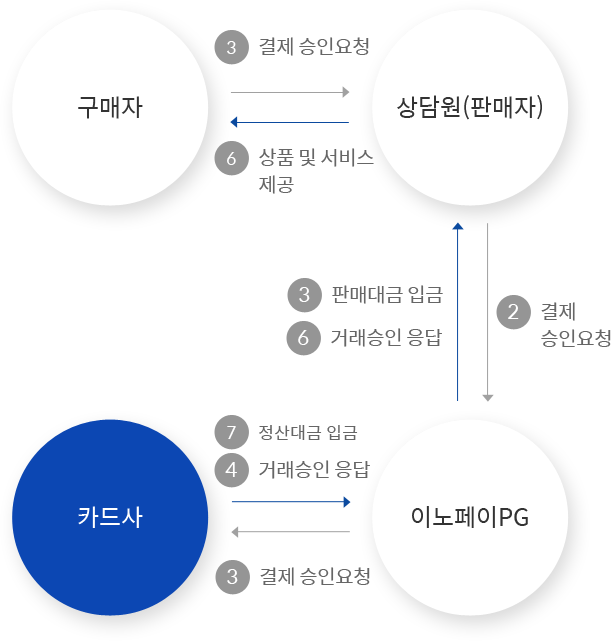 3 결제 승인요청
구매자
상담원(판매자)
6 상품 및 서비스
제공
3 판매대금 입금
2 결제
승인요청
6 거래승인 응답
7 정산대금 입금
4 거래승인 응답
카드사
이노페이PG
3 결제 승인요청